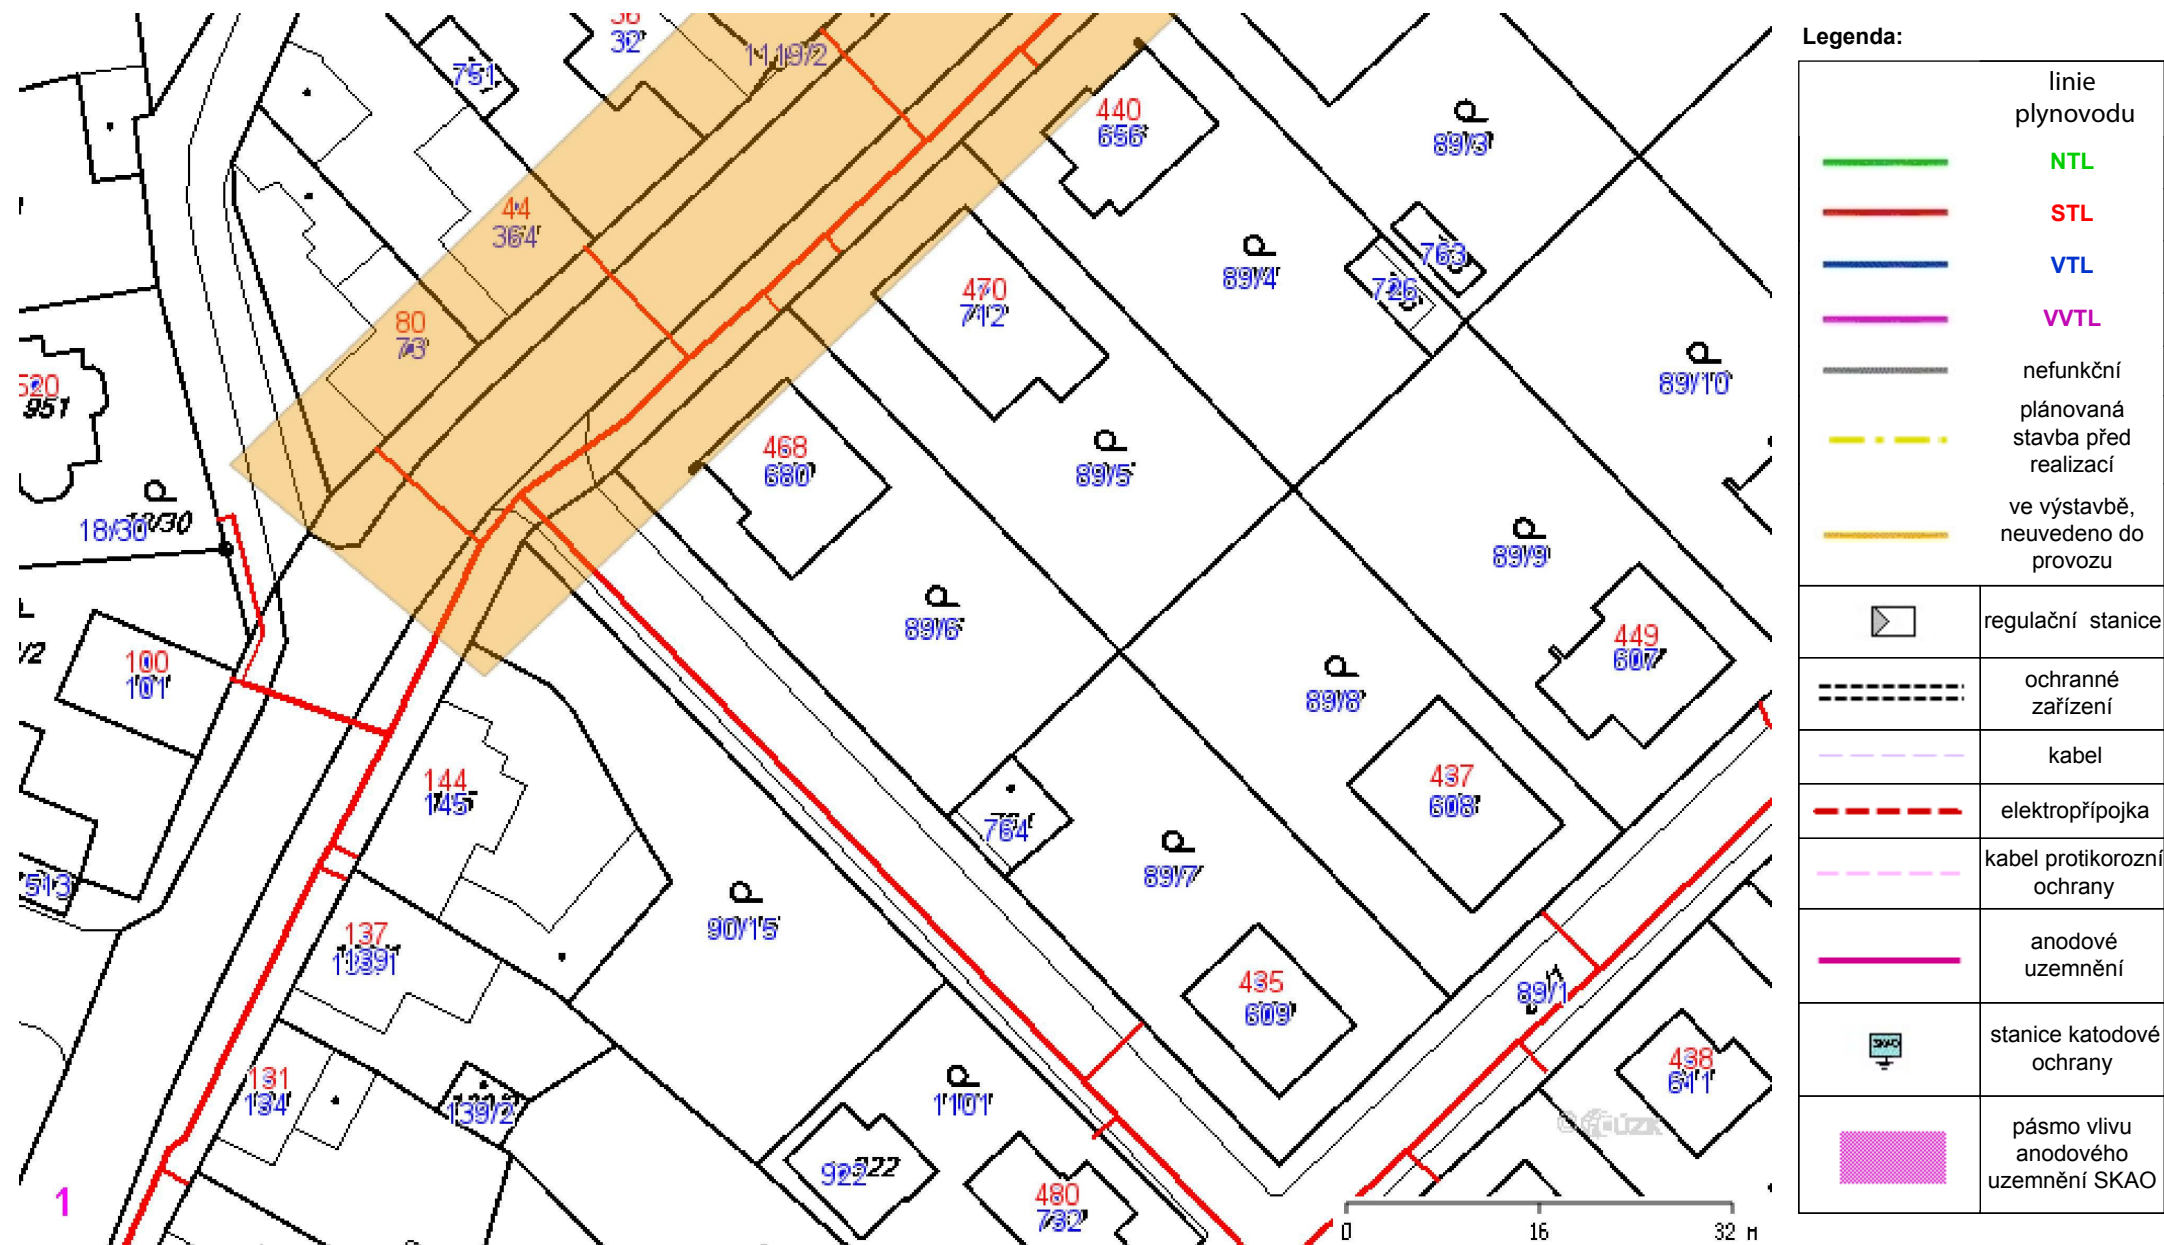 Legenda:
linie
plynovodu
NTL
STL
VTL
VVTL
nefunkční
plánovaná
stavba před
realizací
ve výstavbě,
neuvedeno do
provozu
regulační stanice
ochranné
zařízení
kabel
elektropřípojka
kabel protikorozní
ochrany
anodové
uzemnění
SKAO
stanice katodové
ochrany
pásmo vlivu
anodového
uzemnění SKAO
32
1119/2
751
440
656
89/3
44
364
89/4
763
726
80
73
470
712
89/10
520
951
468
680
89/5
18/30
89/9
89/6
449
607
100
101
89/8
144
145
437
608
764
89/7
513
90/15
137
1139/1
435
609
89/1
438
611
131
134
139/2
1101
922
480
732
1
0
16
32 M